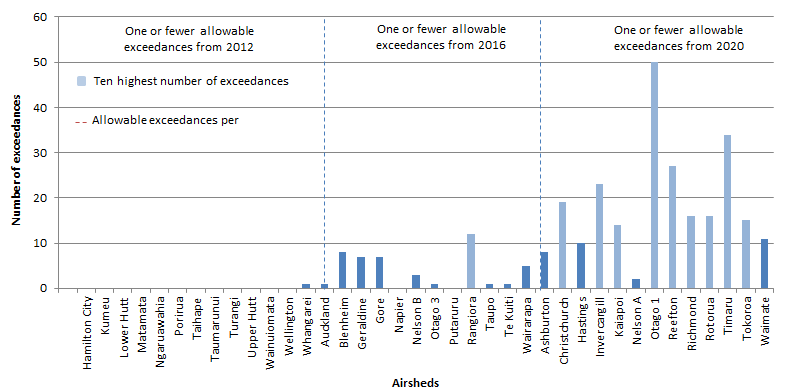 One or fewer allowable
exceedances from 2012
One or fewer allowable
exceedances from 2016
One or fewer allowable
exceedances from 2020
Ten highest number of exceedances
Allowable exceedances per
Number of exceedances
60
50
40
30
20
10
0
Hamilton City
Kumeu
Lower Hutt
Matamata
Ngaruawahia
Porirua
Taihape
Taumarunui
Turangi
Upper Hutt
Wainuiomata
Wellington
Whangarei
Auckland
Blenheim
Geraldine
Gore
Napier
Nelson B
Otago 3
Putaruru
Rangiora
Taupo
Te Kuiti
Wairarapa
Ashburton
Christchurch
Hastings
Invercargill
Kaiapoi
Nelson A
Otago 1
Reefton
Richmond
Rotorua
Timaru
Tokoroa
Waimate
Airsheds